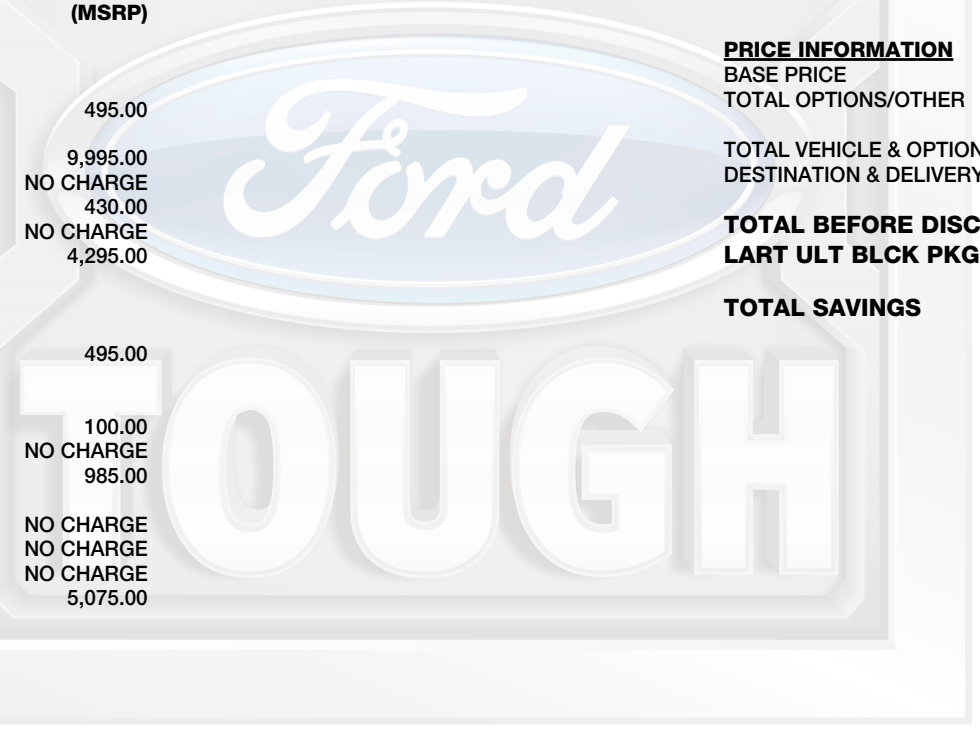 (MSRP)
495.00
9,995.00
NO CHARGE
430.00
NO CHARGE
4,295.00
495.00
100.00
NO CHARGE
985.00
NO CHARGE
NO CHARGE
NO CHARGE
5,075.00
PRICE INFORMATION
BASE PRICE
TOTAL OPTIONS/OTHER
TOTAL VEHICLE & OPTION
DESTINATION & DELIVERY
TOTAL BEFORE DISC
LART ULT BLCK PKG
TOTAL SAVINGS
Ford
TOUGH